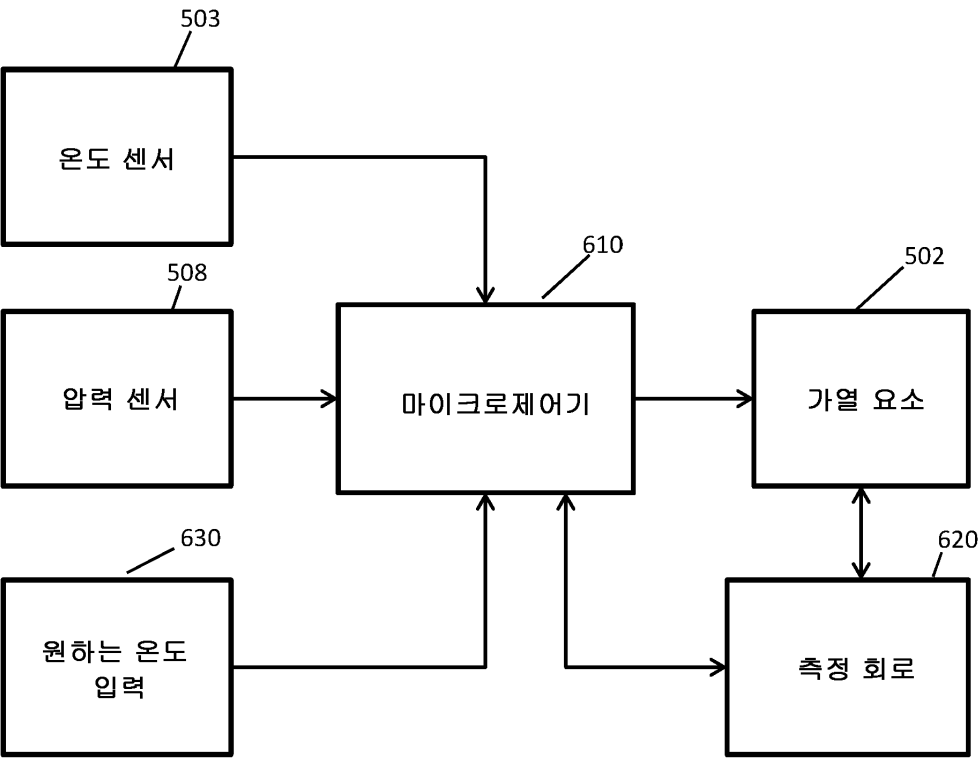 503
온도 센서
508
압력 센서
610
마이크로제어기
502
가열 요소
630
원하는 온도
입력
620
측정 회로